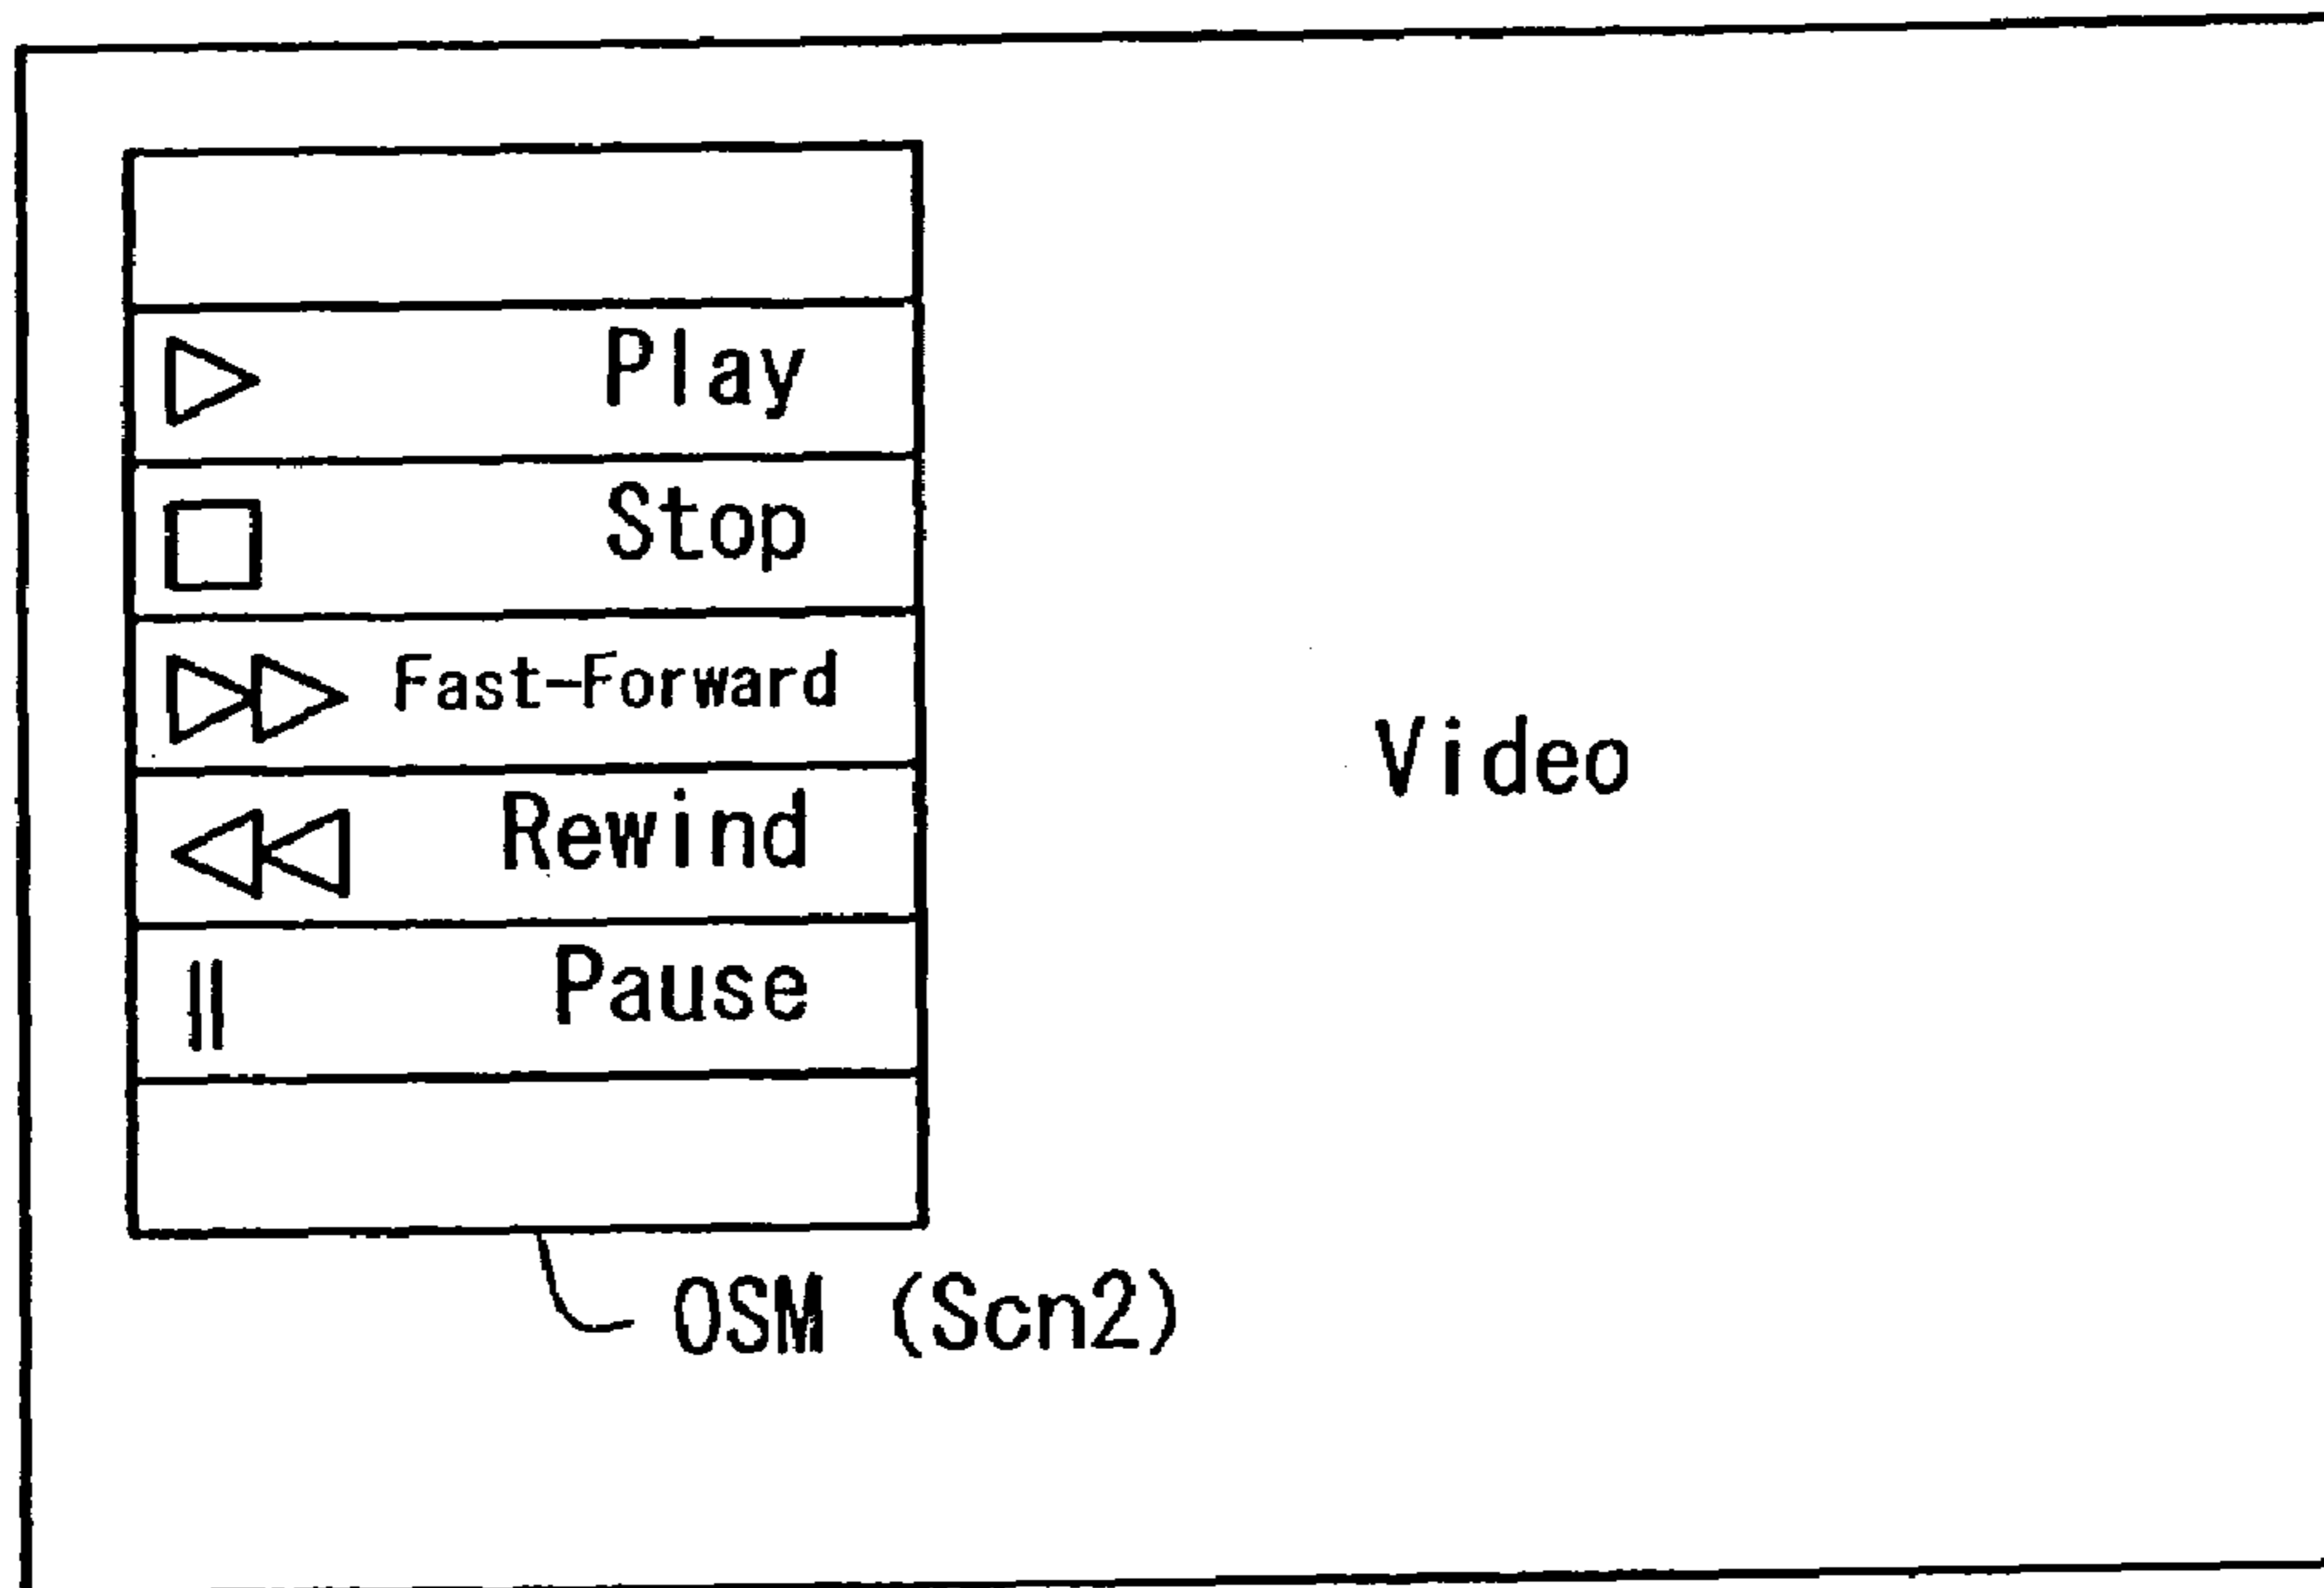 Play
Stop
Fast-Forward
Rewind
Pause
Video
OSM (Scn2)